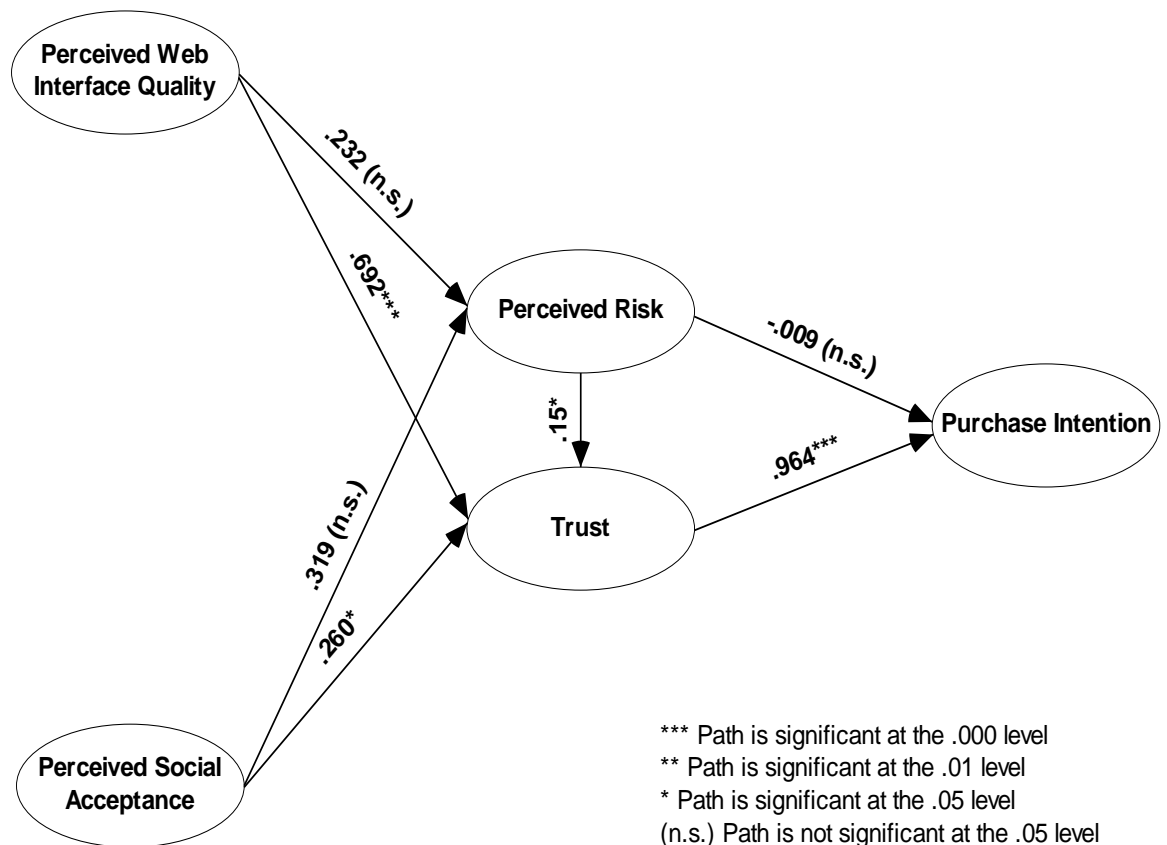 Perceived Web
Interface Quality
.232 (n.s.)
.692***
Perceived Risk
-.009 (n.s.)
.15*
Purchase Intention
.964***
Trust
.319 (n.s.)
.260*
Perceived Social
Acceptance
*** Path is significant at the .000 level
** Path is significant at the .01 level
* Path is significant at the .05 level
(n.s.) Path is not significant at the .05 level